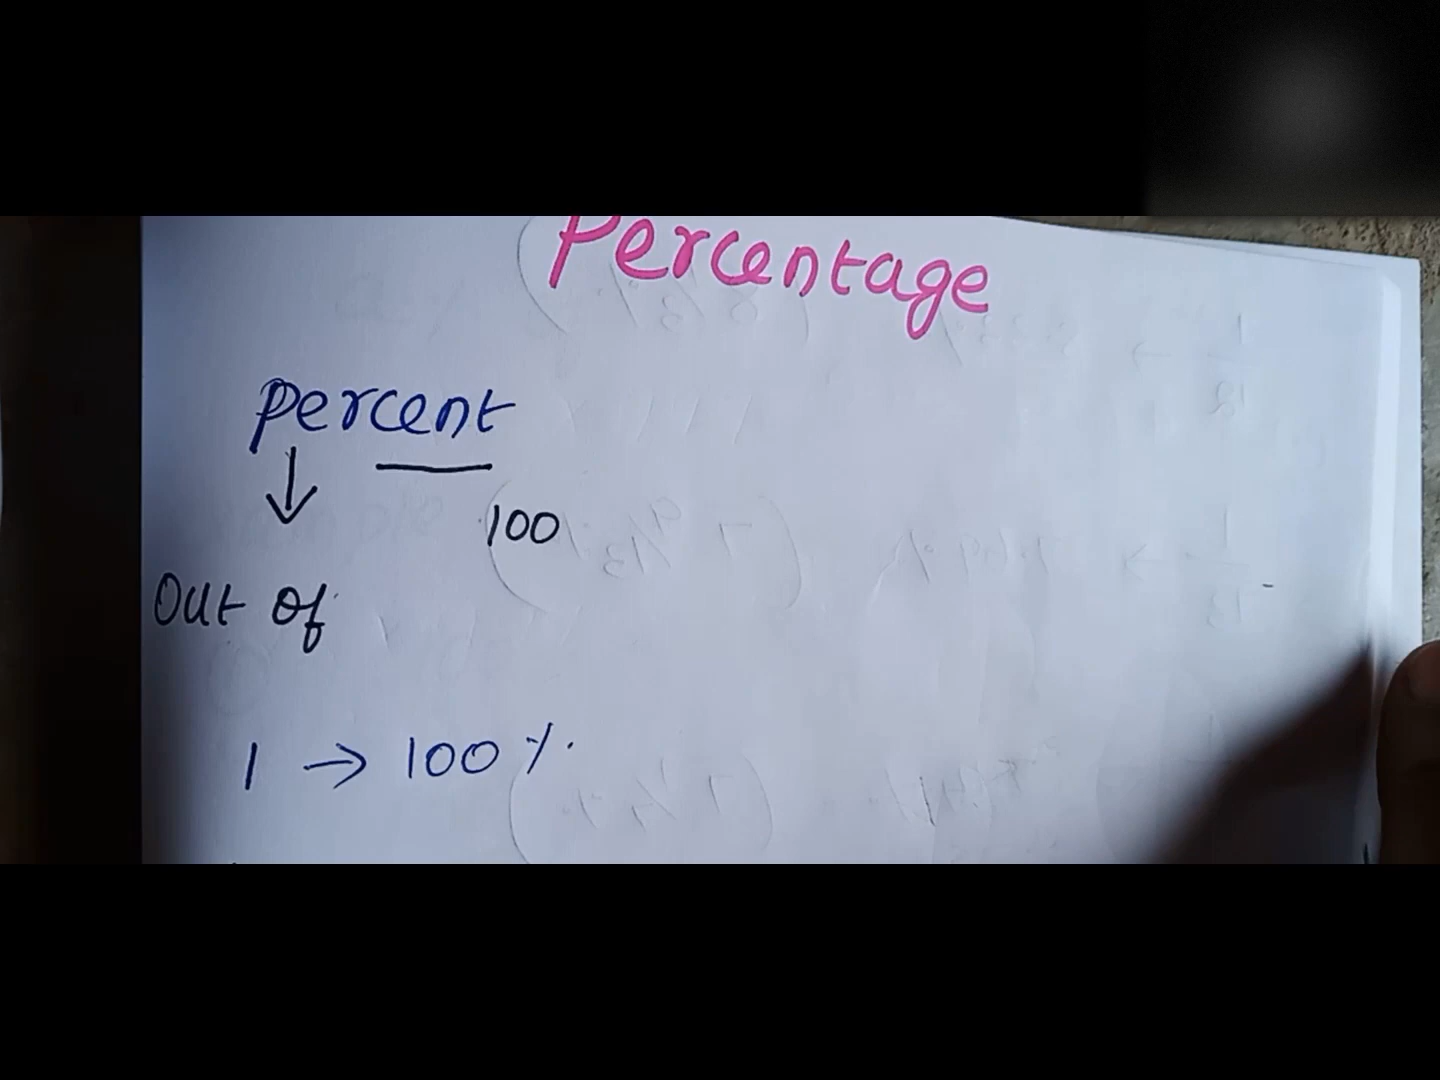 Percentage
percent
100
Out of
1 → 100 %